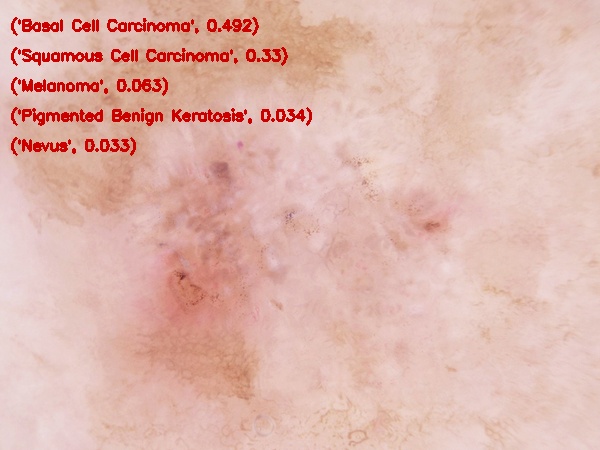 ('Basal Cell Carcinoma', 0.492)
('Squamous Cell Carcinoma', 0.33)
('Melanoma', 0.063)
('Pigmented Benign Keratosis', 0.034)
('Nevus', 0.033)